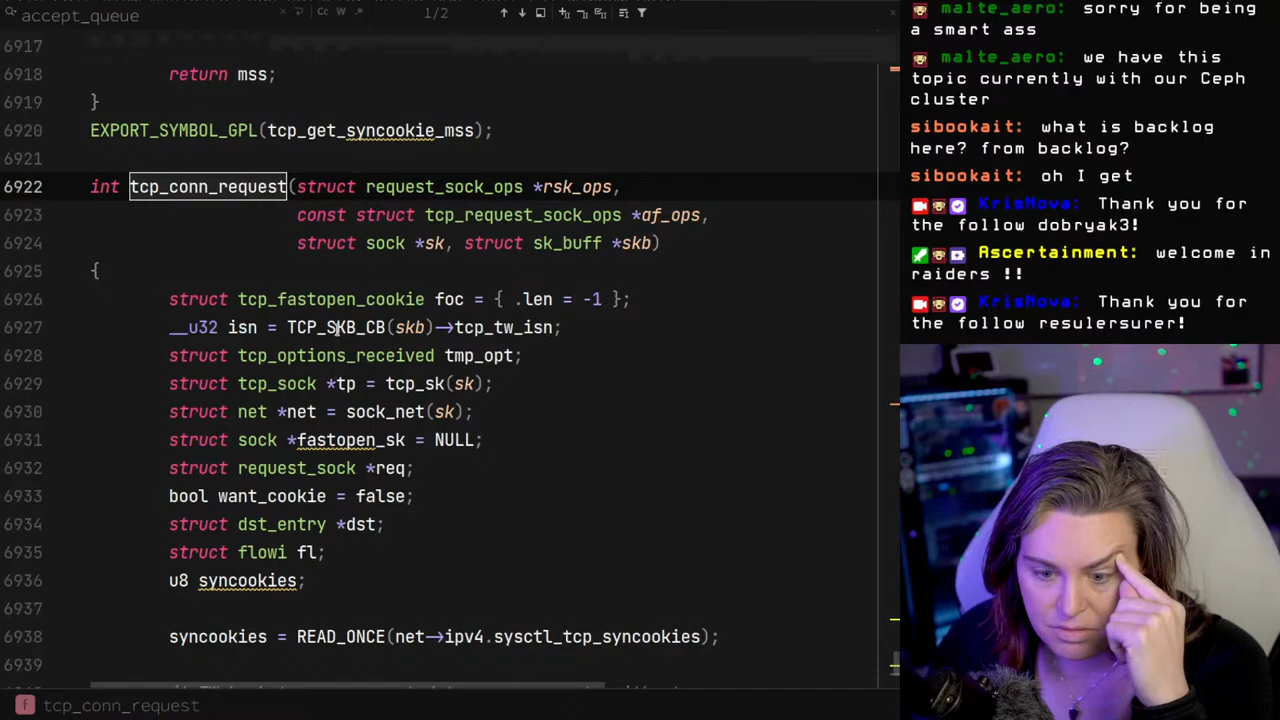 accept_queue
Cc W
1/2
6917
6918 return mss;
6919 }
6920 EXPORT_SYMBOL_GPL(tcp_get_syncookie_mss);
6921
6922 int tcp_conn_request(struct request_sock_ops *rsk_ops,
6923 const struct tcp_request_sock_ops *af_ops,
6924 struct sock *sk, struct sk_buff *skb)
6925 {
6926 struct tcp_fastopen_cookie foc = { .len = -1 };
6927 __u32 isn = TCP_SKB_CB(skb)->tcp_tw_isn;
6928 struct tcp_options_received tmp_opt;
6929 struct tcp_sock *tp = tcp_sk(sk);
6930 struct net *net = sock_net(sk);
6931 struct sock *fastopen_sk = NULL;
6932 struct request_sock *req;
6933 bool want_cookie = false;
6934 struct dst_entry *dst;
6935 struct flowi fl;
6936 u8 syncookies;
6937
6938 syncookies = READ_ONCE(net->ipv4.sysctl_tcp_syncookies);
6939
f tcp_conn_request
malte_aero: sorry for being
a smart ass
malte_aero: we have this
topic currently with our Ceph
cluster
sibookait: what is backlog
here? from backlog?
sibookait: oh I get
KrisNova: Thank you for
the follow dobryak3!
Ascertainment: welcome in
raiders !!
KrisNova: Thank you for
the follow resulersurer!